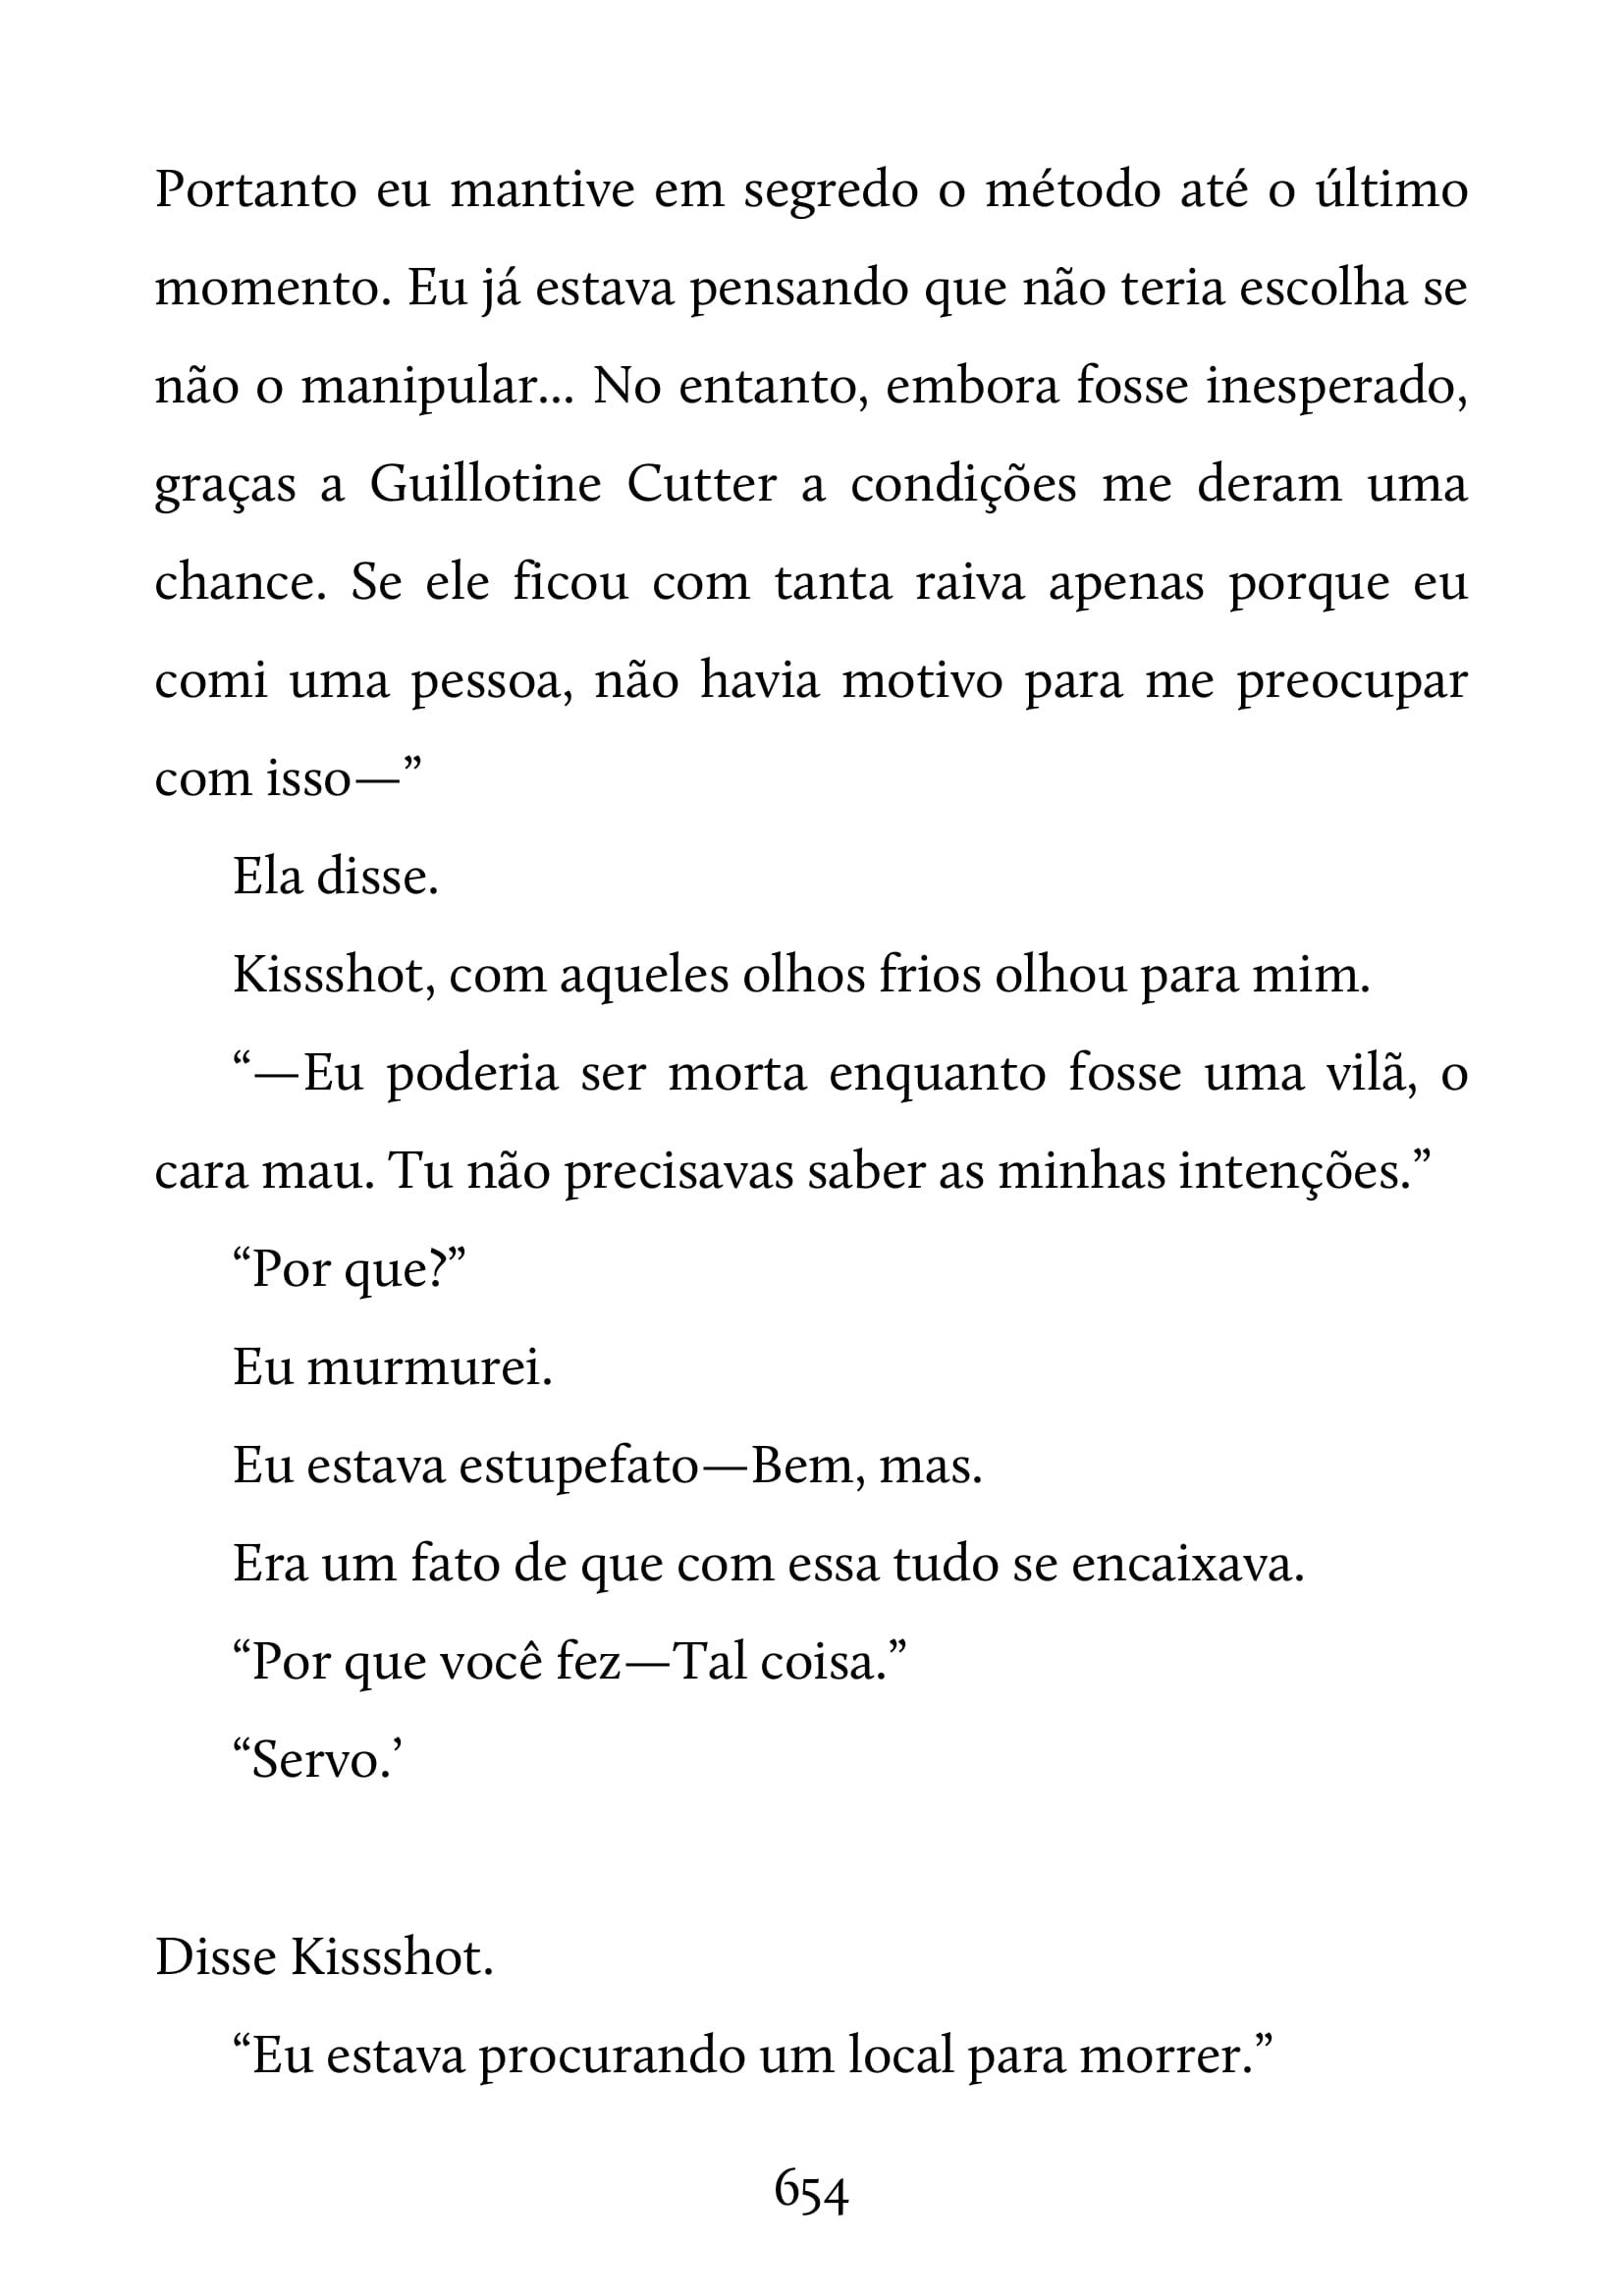 Portanto eu mantive em segredo o método até o último
momento. Eu já estava pensando que não teria escolha se
não o manipular... No entanto, embora fosse inesperado,
graças a Guillotine Cutter a condições me deram uma
chance. Se ele ficou com tanta raiva apenas porque eu
comi uma pessoa, não havia motivo para me preocupar
com isso—”
Ela disse.
Kissshot, com aqueles olhos frios olhou para mim.
“—Eu poderia ser morta enquanto fosse uma vilã, o
cara mau. Tu não precisavas saber as minhas intenções.”
“Por que?”
Eu murmurei.
Eu estava estupefato—Bem, mas.
Era um fato de que com essa tudo se encaixava.
“Por que você fez—Tal coisa.”
“Servo.’
Disse Kissshot.
“Eu estava procurando um local para morrer.”
654